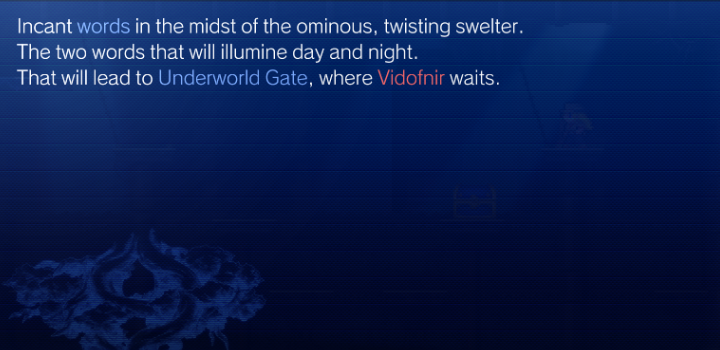 Incant words in the midst of the ominous, twisting swelter.
The two words that will illumine day and night.
That will lead to Underworld Gate, where Vidofnir waits.